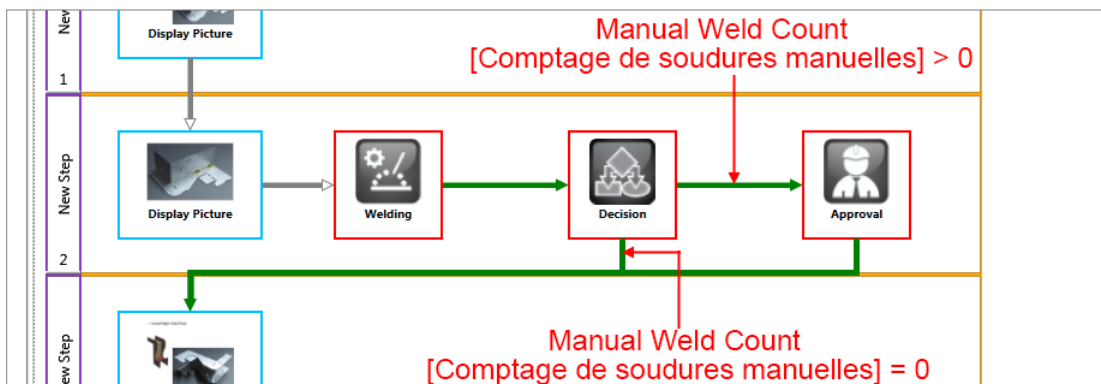 New
Display Picture
1
Manual Weld Count
[Comptage de soudures manuelles] > 0
New Step
Display Picture
Welding
Decision
Approval
2
New Step
Manual Weld Count
[Comptage de soudures manuelles] = 0